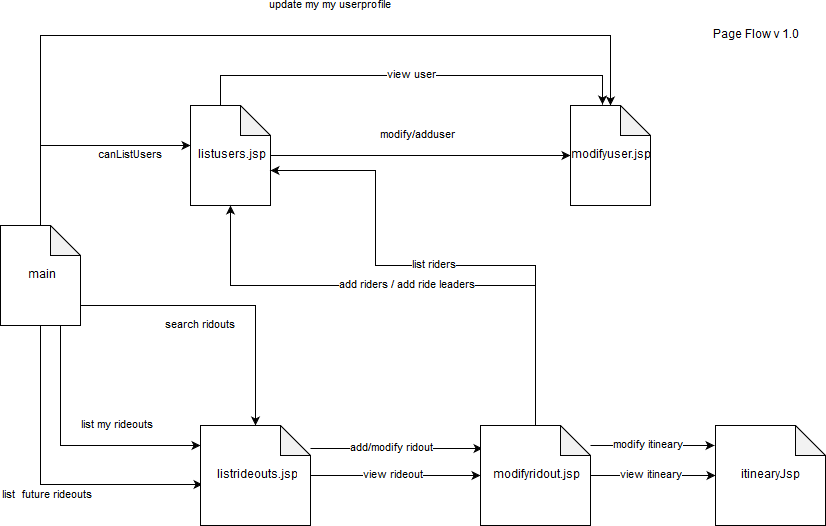 update my my userprofile
Page Flow v 1.0
view user
modify/adduser
canListUsers
listusers.jsp
modifyuser.jsp
list riders
main
add riders / add ride leaders
search ridouts
list my rideouts
add/modify ridout
modify itineary
listrideouts.jsp
view rideout
modifyridout.jsp
view itineary
itinearyJsp
list  future rideouts